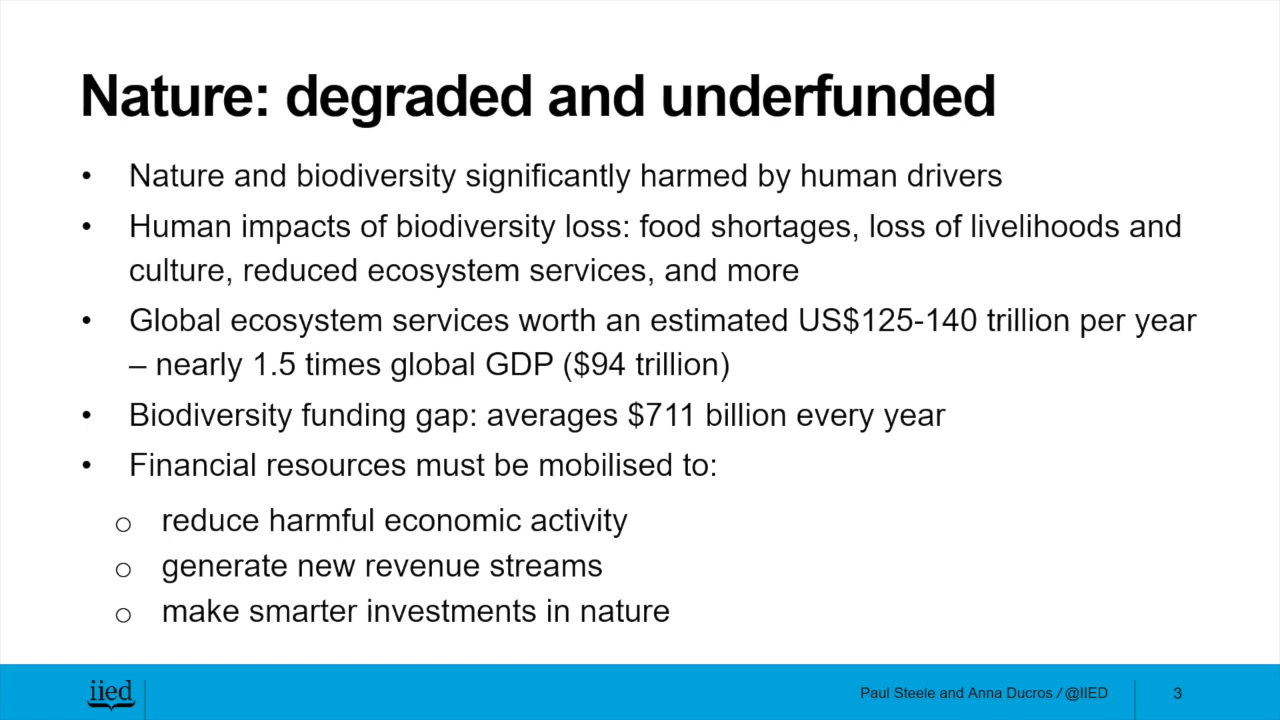 Nature: degraded and underfunded
• Nature and biodiversity significantly harmed by human drivers
• Human impacts of biodiversity loss: food shortages, loss of livelihoods and
culture, reduced ecosystem services, and more
• Global ecosystem services worth an estimated US$125-140 trillion per year
– nearly 1.5 times global GDP ($94 trillion)
• Biodiversity funding gap: averages $711 billion every year
• Financial resources must be mobilised to:
o reduce harmful economic activity
o generate new revenue streams
o make smarter investments in nature
iied
Paul Steele and Anna Ducros / @IIED
3